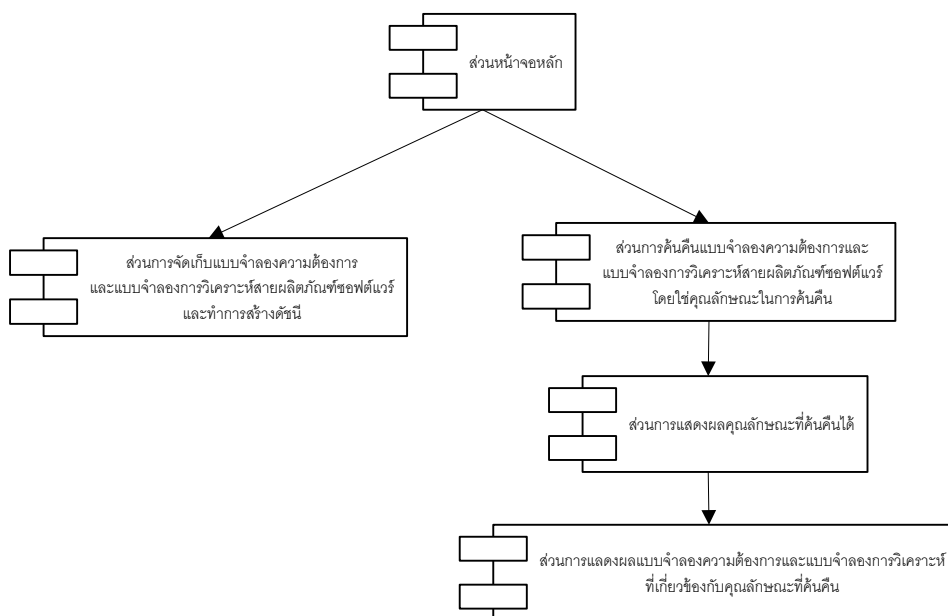 ส่วนหน้าจอหลัก
ส่วนการจัดเก็บแบบจำลองความต้องการ
และแบบจำลองการวิเคราะห์สายผลิตภัณฑ์ซอฟต์แวร์
และทำการสร้างดัชนี
ส่วนการค้นคืนแบบจำลองความต้องการและ
แบบจำลองการวิเคราะห์สายผลิตภัณฑ์ซอฟต์แวร์
โดยใช้คุณลักษณะในการค้นคืน
ส่วนการแสดงผลคุณลักษณะที่ค้นคืนได้
ส่วนการแสดงผลแบบจำลองความต้องการและแบบจำลองการวิเคราะห์
ที่เกี่ยวข้องกับคุณลักษณะที่ค้นคืน